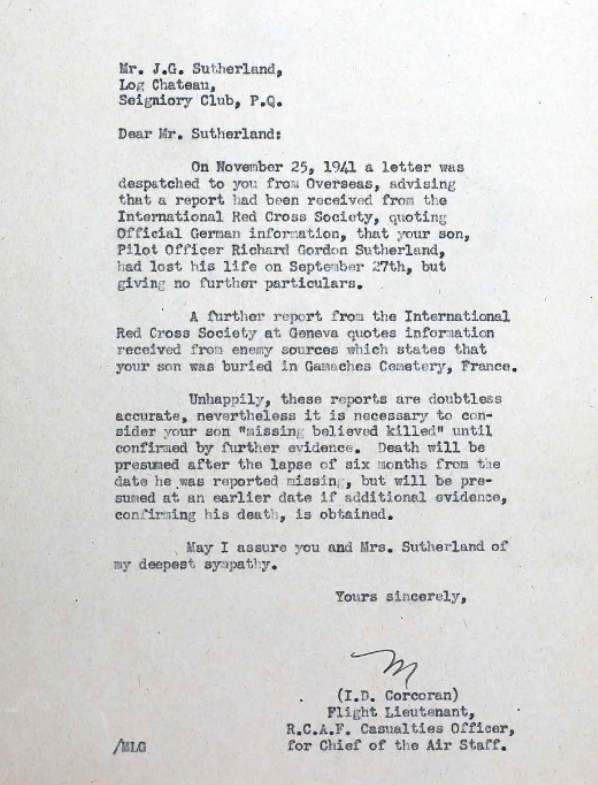 Mr. J.G. Sutherland,
Log Chateau,
Seigniory Club, P.Q.
Dear Mr. Sutherland:
On November 25, 1941 a letter was
despatched to you from Overseas, advising
that a report had been received from the
International Red Cross Society, quoting
Official German information, that your son,
Pilot Officer Richard Gordon Sutherland,
had lost his life on September 27th, but
giving no further particulars.
A further report from the International
Red Cross Society at Geneva quotes information
received from enemy sources which states that
your son was buried in Gamaches Cemetery, France.
Unhappily, these reports are doubtless
accurate, nevertheless it is necessary to con-
sider your son "missing believed killed" until
confirmed by further evidence. Death will be
presumed after the lapse of six months from the
date he was reported missing, but will be pre-
sumed at an earlier date if additional evidence,
confirming his death, is obtained.
May I assure you and Mrs. Sutherland of
my deepest sympathy.
Yours sincerely,
(I.D. Corcoran)
Flight Lieutenant,
R.C.A.F. Casualties Officer,
/MLG for Chief of the Air Staff.